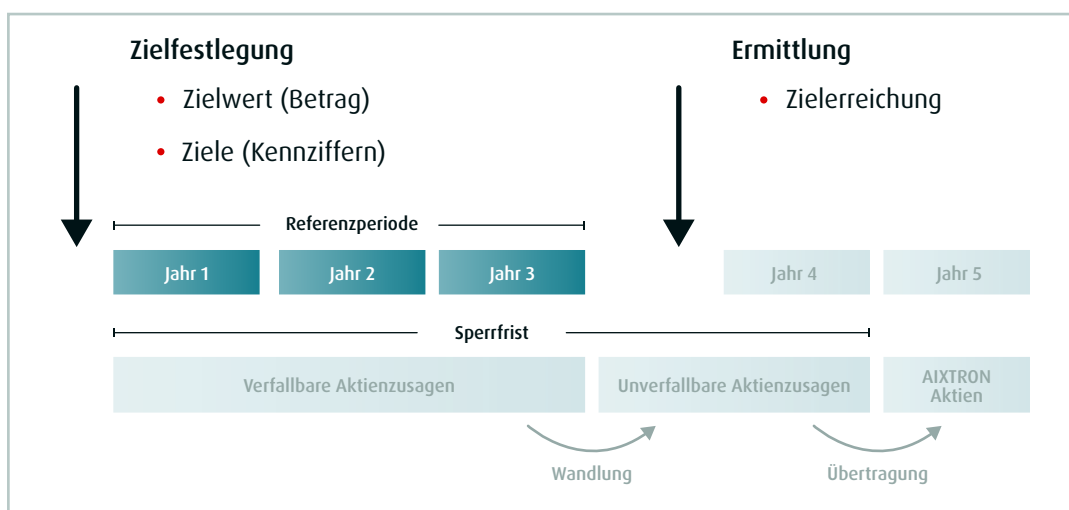 Zielfestlegung
• Zielwert (Betrag)
• Ziele (Kennziffern)
Ermittlung
• Zielerreichung
Referenzperiode
Jahr 1
Jahr 2
Jahr 3
Jahr 4
Jahr 5
Sperrfrist
Verfallbare Aktienzusagen
Unverfallbare Aktienzusagen
AIXTRON
Aktien
Wandlung
Übertragung